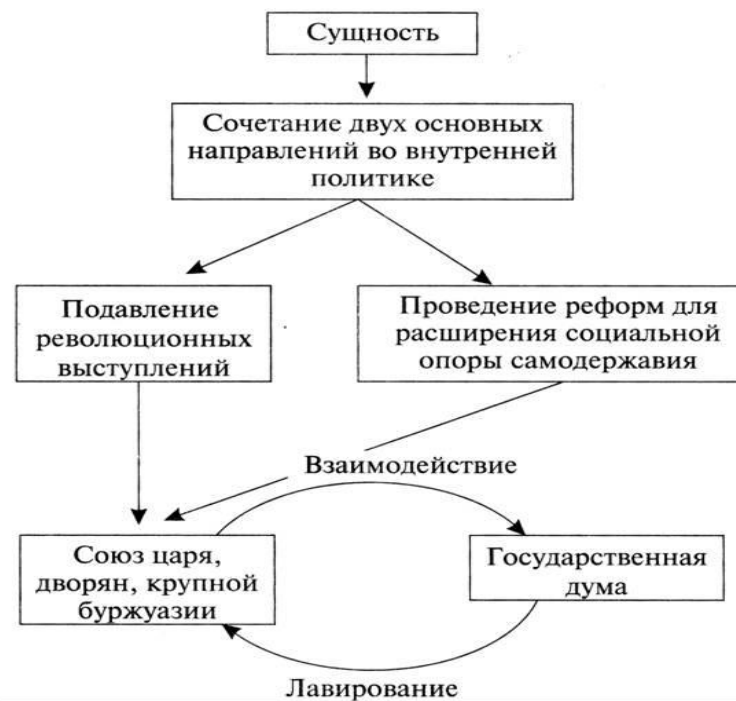 Сущность
Сочетание двух основных
направлений во внутренней
политике
Подавление
революционных
выступлений
Проведение реформ для
расширения социальной
опоры самодержавия
Взаимодействие
Союз царя,
дворян, крупной
буржуазии
Государственная
дума
Лавирование